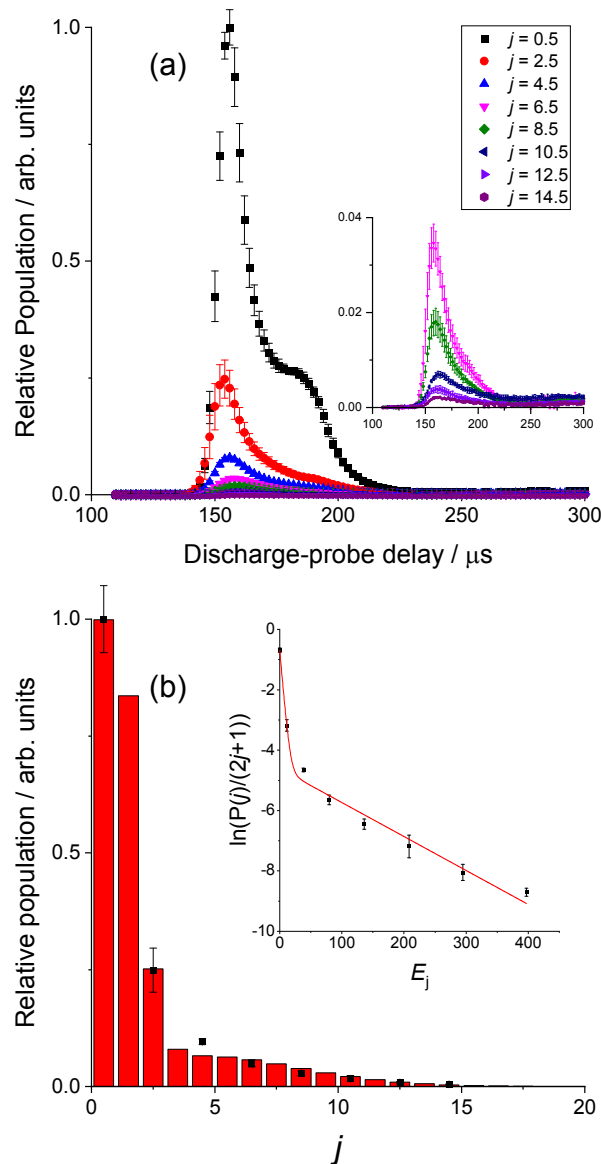 (a)
Relative Population / arb. units
1.0
0.5
0.0
100
150
200
250
300
Discharge-probe delay / μs
j = 0.5
j = 2.5
j = 4.5
j = 6.5
j = 8.5
j = 10.5
j = 12.5
j = 14.5
0.04
0.02
0.00
100
150
200
250
300
(b)
Relative population / arb. units
1.0
0.5
0.0
0
5
10
15
20
j
ln(P(j)/(2j+1))
0
-2
-4
-6
-8
-10
0
100
200
300
400
Ej